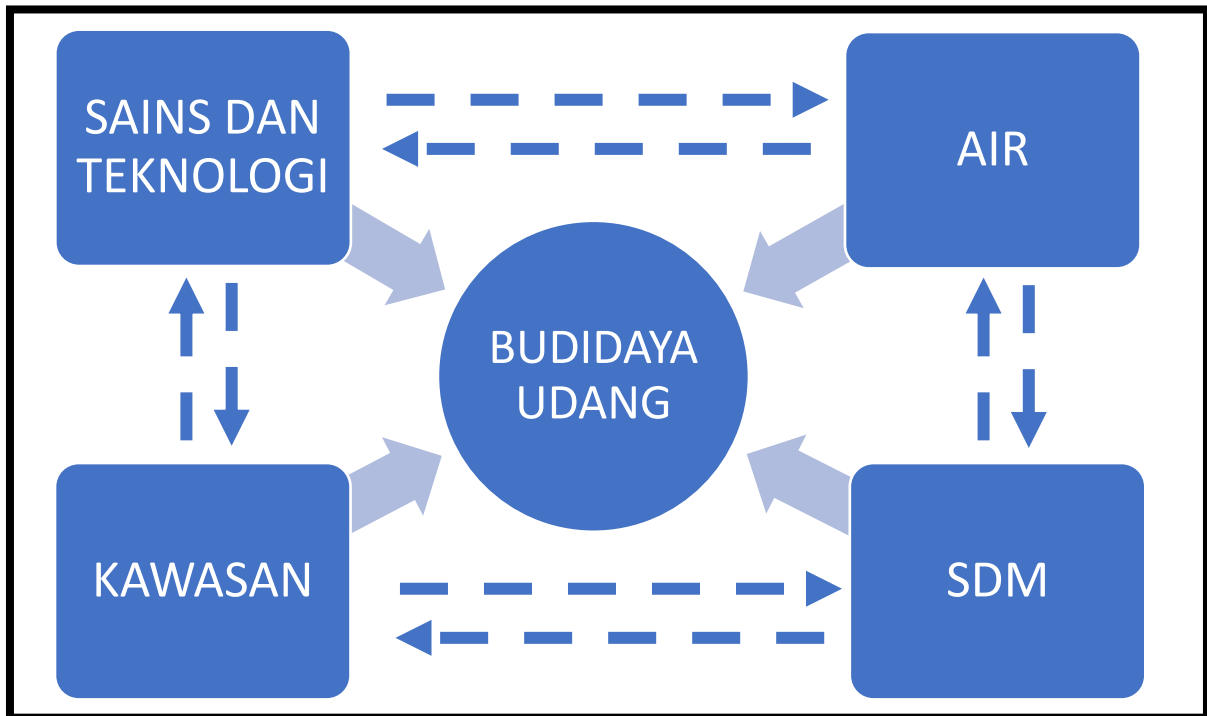 SAINS DAN
TEKNOLOGI
AIR
BUDIDAYA
UDANG
KAWASAN
SDM